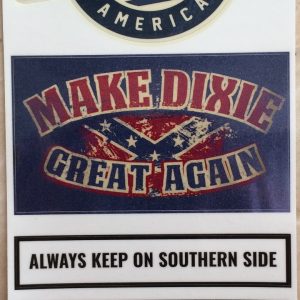 AMERICA
MAKE DIXIE
GREAT AGAIN
ALWAYS KEEP ON SOUTHERN SIDE